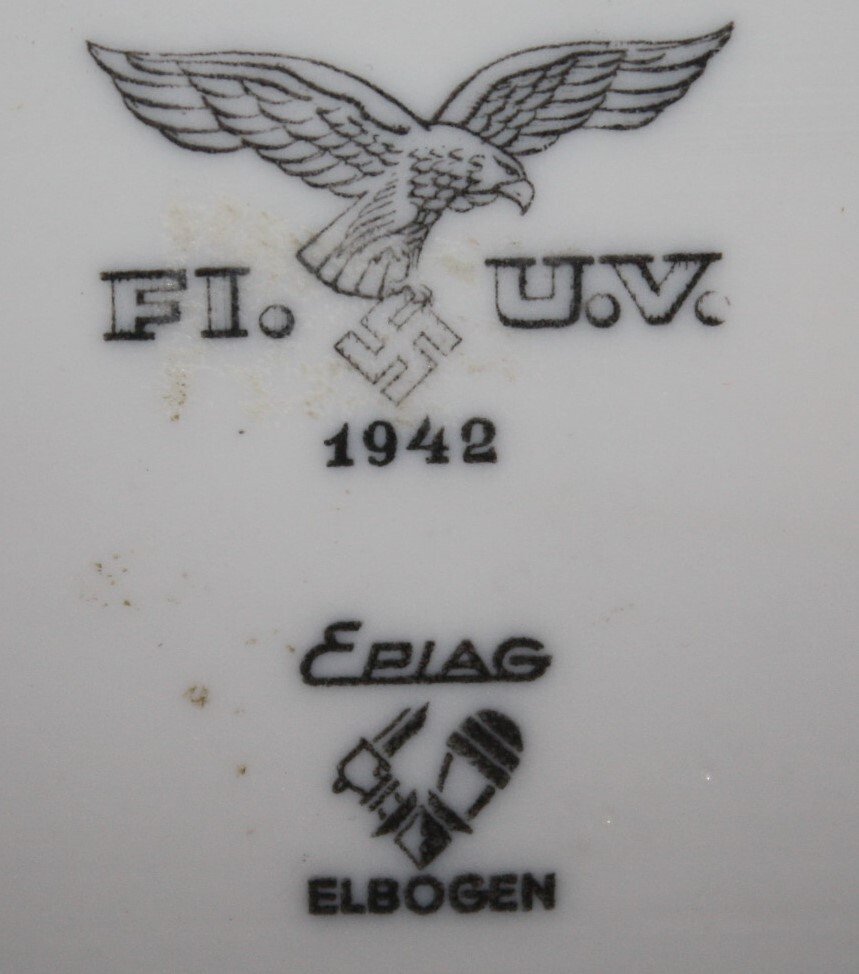 Fl. U.V.
1942
EPIAG
ELBOGEN